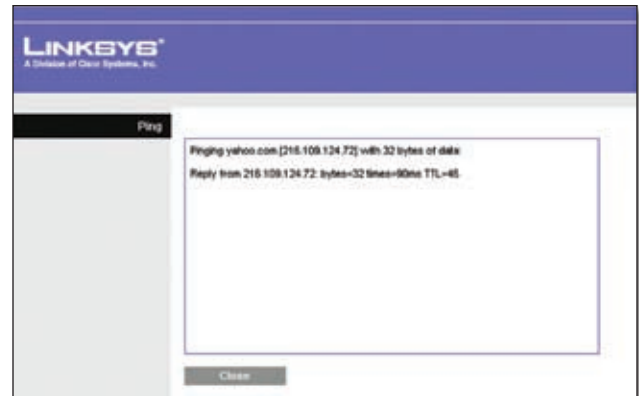 LINKSYS®
A Division of Cisco Systems, Inc.
Ping
Pinging yahoo.com [216.109.124.72] with 32 bytes of data:
Reply from 216.109.124.72: bytes=32 times=90ms TTL=45
Close